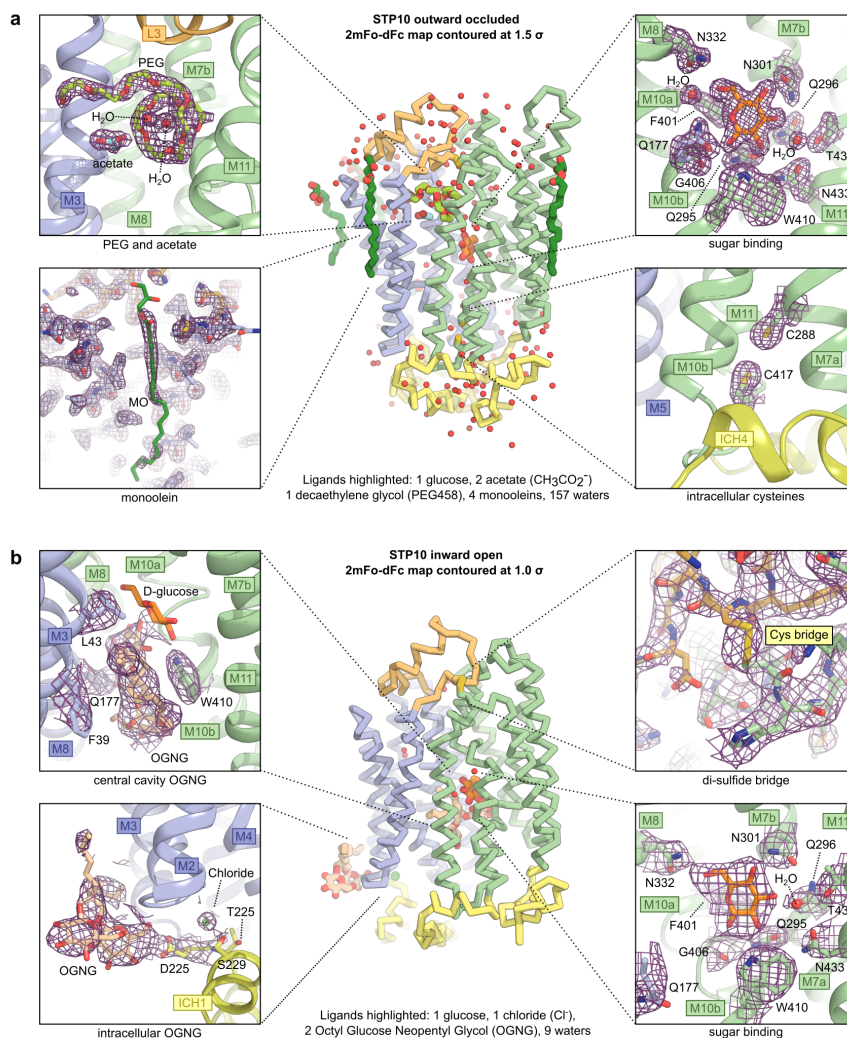 a
STP10 outward occluded
2mFo-dFc map contoured at 1.5 σ
L3
PEG
M7b
H₂O
acetate
H₂O
M3
M8
M11
PEG and acetate
M8
M7b
N332
N301
H₂O
M10a
Q296
F401
Q177
H₂O
G406
M10b
N433
Q295
W410
sugar binding
MO
monoolein
M11
C288
M10b
M7a
C417
M5
ICH4
intracellular cysteines
Ligands highlighted: 1 glucose, 2 acetate (CH₃CO₂⁻)
1 decaethylene glycol (PEG458), 4 monooleins, 157 waters
b
STP10 inward open
2mFo-dFc map contoured at 1.0 σ
M10a
M8
D-glucose
M7b
M3
L43
M11
Q177
W410
F39
M10b
M8
OGNG
central cavity OGNG
Cys bridge
di-sulfide bridge
M3
M4
M2
Chloride
T225
OGNG
D225
S229
ICH1
intracellular OGNG
M8
M7b
M11
N301
Q296
N332
H₂O
M10a
F401
Q295
G406
N433
M7a
Q177
M10b
W410
sugar binding
Ligands highlighted: 1 glucose, 1 chloride (Cl⁻),
2 Octyl Glucose Neopentyl Glycol (OGNG), 9 waters